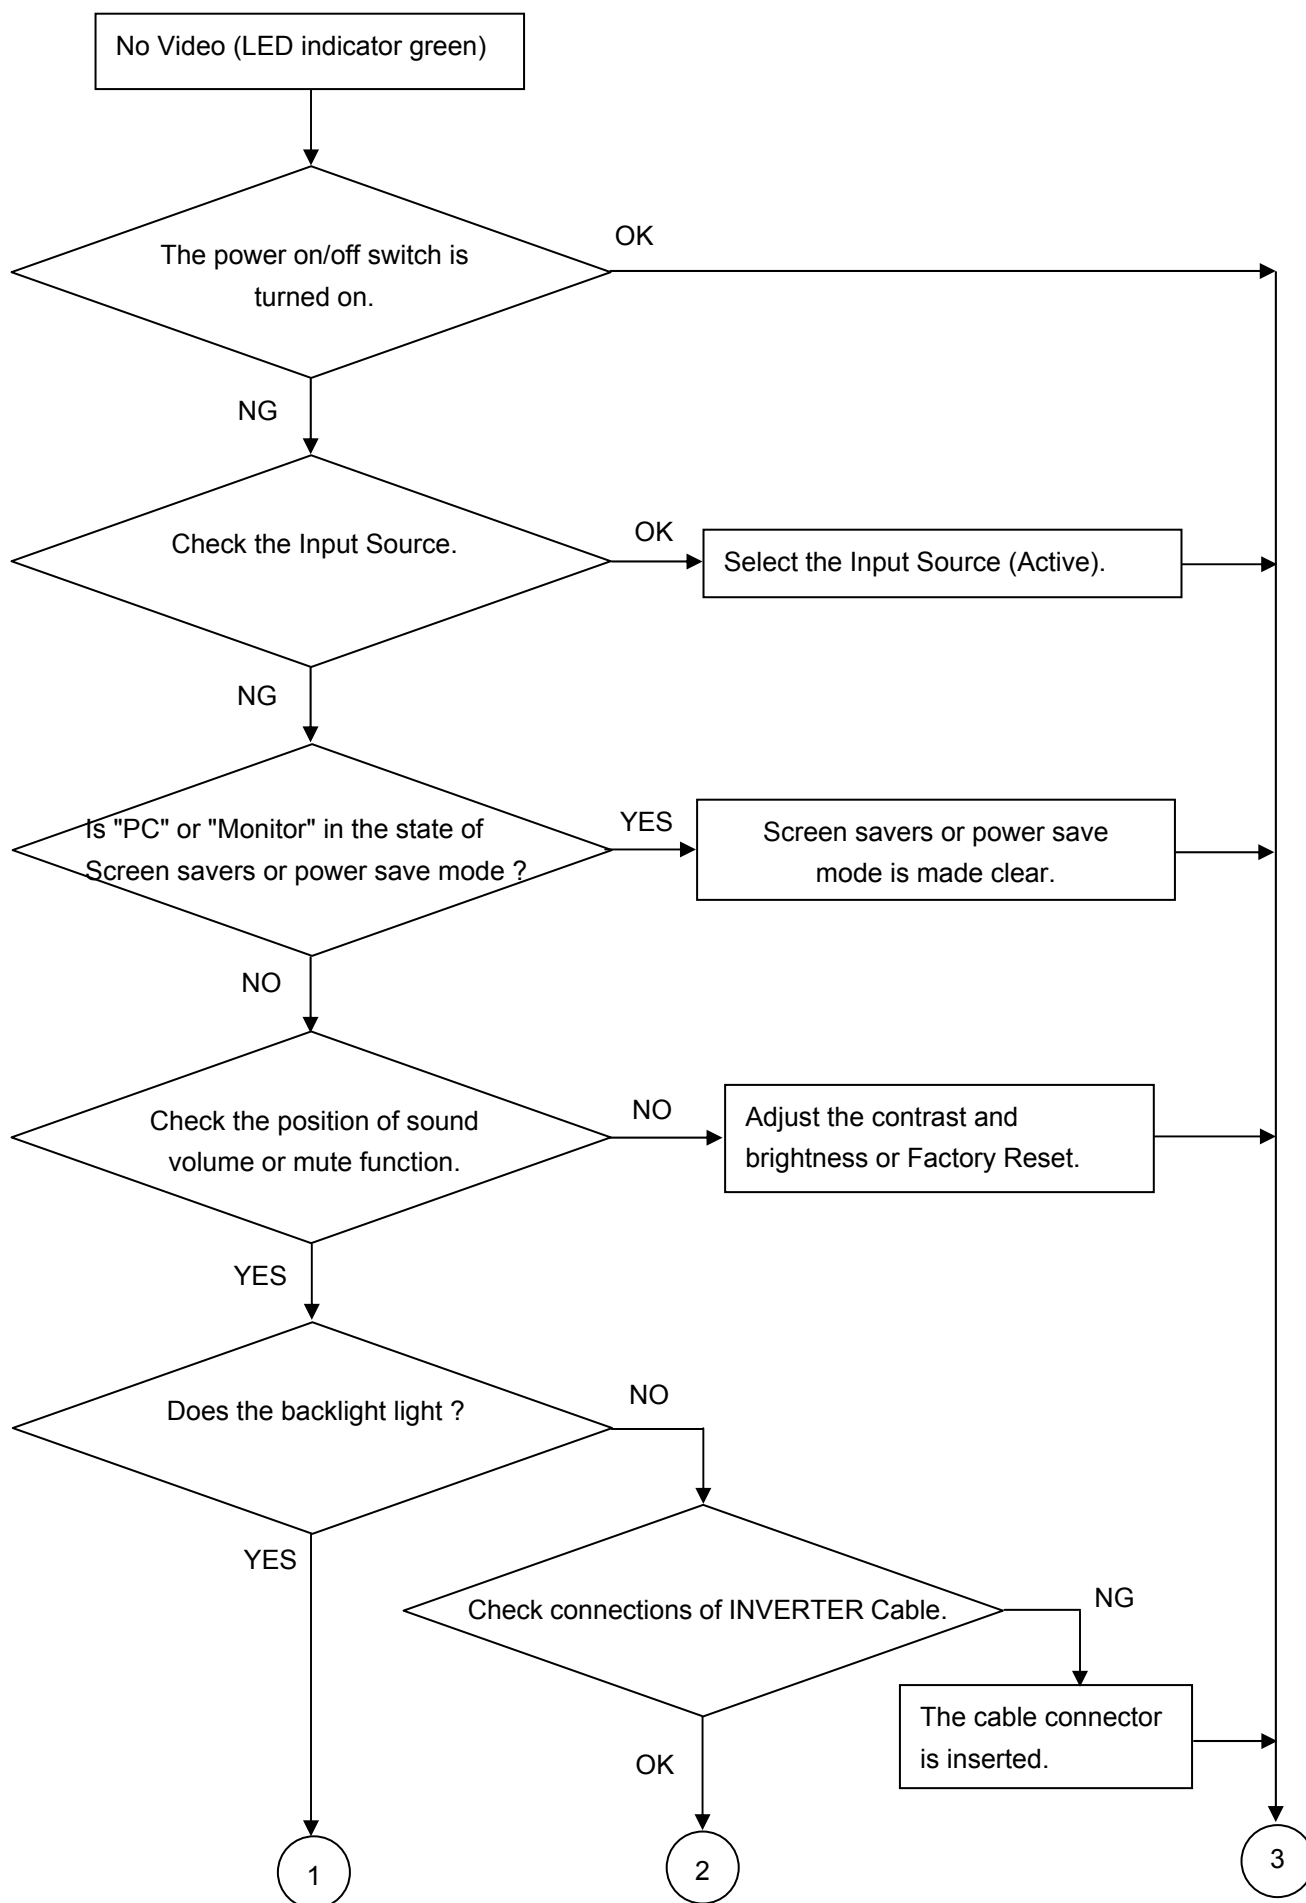 No Video (LED indicator green)
OK
The power on/off switch is
turned on.
NG
Check the Input Source.
OK
Select the Input Source (Active).
NG
Is "PC" or "Monitor" in the state of
Screen savers or power save mode ?
YES
Screen savers or power save
mode is made clear.
NO
Check the position of sound
volume or mute function.
NO
Adjust the contrast and
brightness or Factory Reset.
YES
Does the backlight light ?
NO
YES
Check connections of INVERTER Cable.
NG
The cable connector
is inserted.
OK
1
2
3